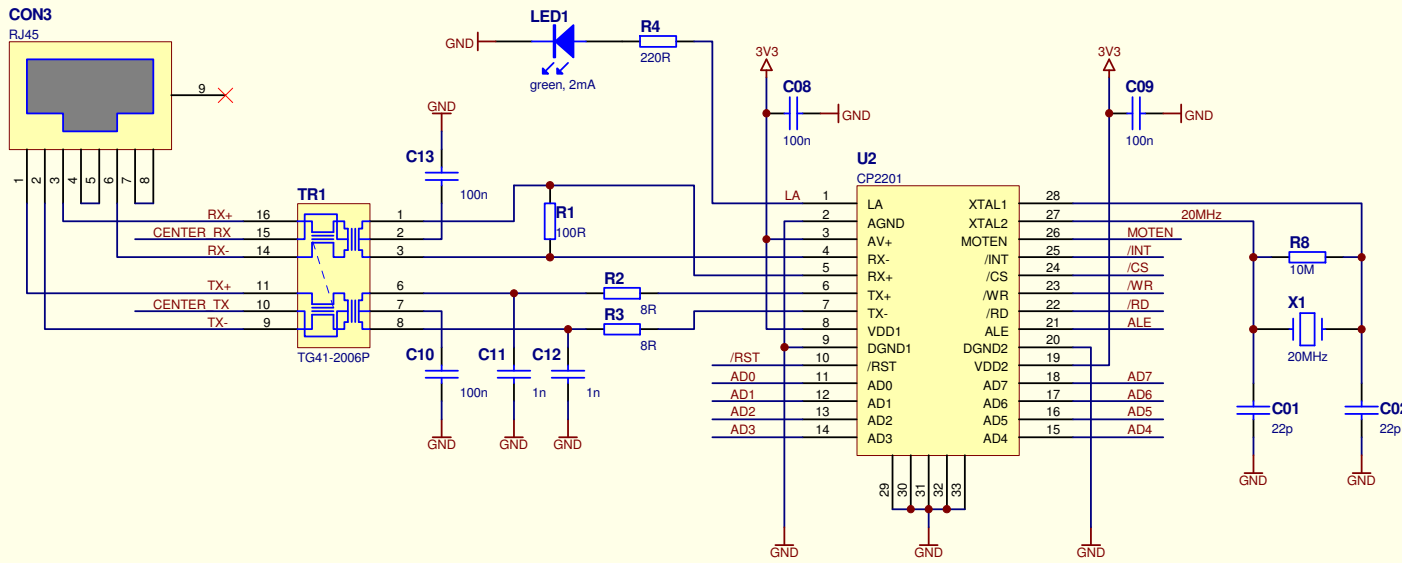 CON3
RJ45
9
1
2
3
4
5
6
7
8
LED1
GND
green, 2mA
R4
220R
3V3
C08
GND
100n
3V3
C09
GND
100n
GND
C13
100n
TR1
RX+ 16
CENTER_RX 15
RX- 14
TX+ 11
CENTER_TX 10
TX- 9
1
2
3
6
7
8
TG41-2006P
R1
100R
R2
8R
R3
8R
C10
100n
GND
C11
1n
GND
C12
1n
GND
U2
CP2201
LA 1 LA
2 AGND
3 AV+
4 RX-
5 RX+
6 TX+
7 TX-
8 VDD1
9 DGND1
/RST 10 /RST
AD0 11 AD0
AD1 12 AD1
AD2 13 AD2
AD3 14 AD3
XTAL1 28
XTAL2 27 20MHz
MOTEN 26 MOTEN
/INT 25 /INT
/CS 24 /CS
/WR 23 /WR
/RD 22 /RD
ALE 21 ALE
DGND2 20
VDD2 19
AD7 18 AD7
AD6 17 AD6
AD5 16 AD5
AD4 15 AD4
29
30
31
32
33
GND
GND
GND
R8
10M
X1
20MHz
C01
22p
GND
C02
22p
GND